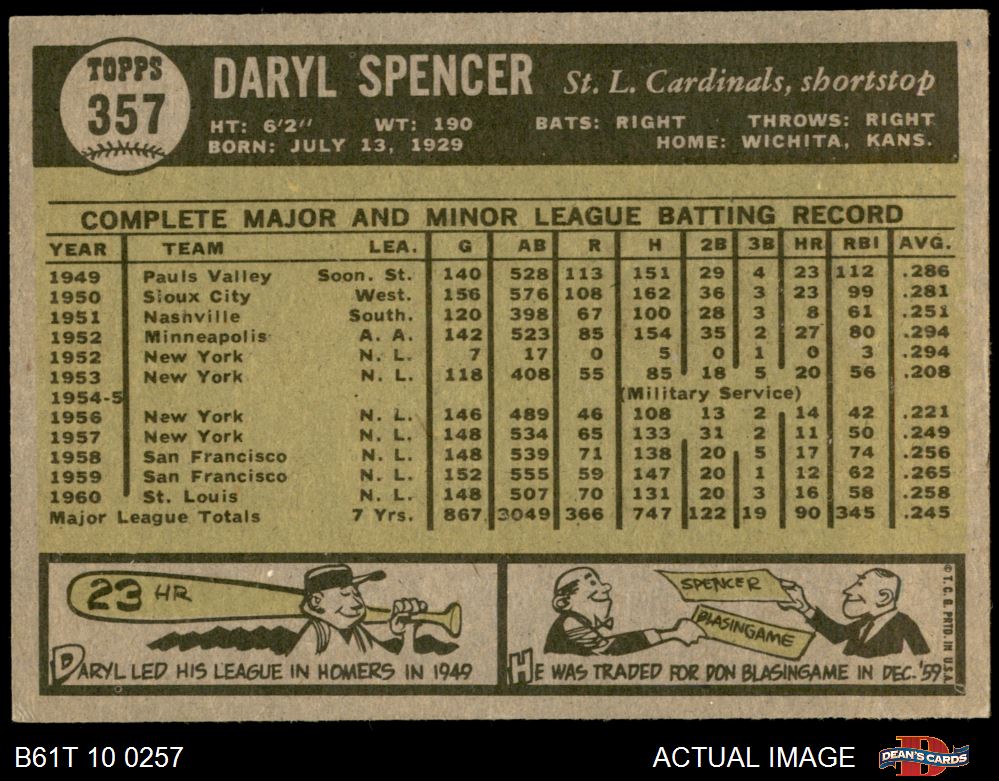 TOPPS
357
DARYL SPENCER St. L. Cardinals, shortstop
HT: 6'2" WT: 190 BATS: RIGHT THROWS: RIGHT
BORN: JULY 13, 1929 HOME: WICHITA, KANS.
COMPLETE MAJOR AND MINOR LEAGUE BATTING RECORD
YEAR TEAM LEA. G AB R H 2B 3B HR RBI AVG.
1949 Pauls Valley Soon. St. 140 528 113 151 29 4 23 112 .286
1950 Sioux City West. 156 576 108 162 36 3 23 99 .281
1951 Nashville South. 120 398 67 100 28 3 8 61 .251
1952 Minneapolis A. A. 142 523 85 154 35 2 27 80 .294
1952 New York N. L. 7 17 0 5 0 1 0 3 .294
1953 New York N. L. 118 408 55 85 18 5 20 56 .208
1954-5 (Military Service)
1956 New York N. L. 146 489 46 108 13 2 14 42 .221
1957 New York N. L. 148 534 65 133 31 2 11 50 .249
1958 San Francisco N. L. 148 539 71 138 20 5 17 74 .256
1959 San Francisco N. L. 152 555 59 147 20 1 12 62 .265
1960 St. Louis N. L. 148 507 70 131 20 3 16 58 .258
Major League Totals 7 Yrs. 867 3049 366 747 122 19 90 345 .245
23 HR
DARYL LED HIS LEAGUE IN HOMERS IN 1949
SPENCER
BLASINGAME
HE WAS TRADED FOR DON BLASINGAME IN DEC. '59
© T. C. G. PRTD. IN U.S.A.
B61T 10 0257 ACTUAL IMAGE DEAN'S CARDS